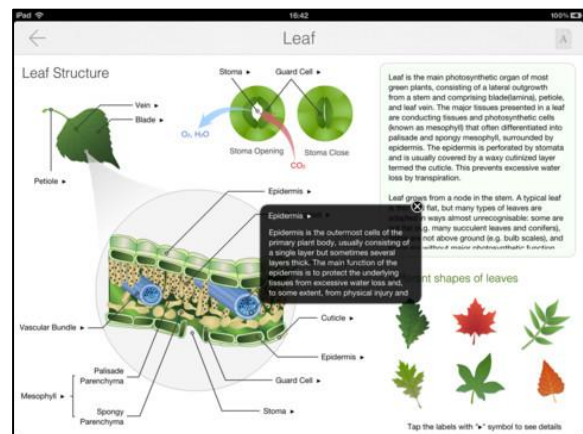 iPad 16:42 100%
Leaf
A
Leaf Structure
Stoma ▸ Guard Cell ▸
Vein ▸
Blade ▸
O₂, H₂O
CO₂
Petiole ▸
Stoma Opening Stoma Close
Leaf is the main photosynthetic organ of most
green plants, consisting of a lateral outgrowth
from a stem and comprising blade(lamina), petiole,
and leaf vein. The major tissues presented in a leaf
are conducting tissues and photosynthetic cells
(known as mesophyll) that often differentiated into
palisade and spongy mesophyll, surrounded by
epidermis. The epidermis is perforated by stomata
and is usually covered by a waxy cutinized layer
termed the cuticle. This prevents excessive water
loss by transpiration.
Leaf grows from a node in the stem. A typical leaf
flat, but many types of leaves are
in ways almost unrecognisable: some are
(e.g. many succulent leaves and conifers),
not above ground (e.g. bulb scales), and
without major photosynthetic function
Epidermis ▸
Epidermis ▸
Epidermis is the outermost cells of the
primary plant body, usually consisting of
a single layer but sometimes several
layers thick. The main function of the
epidermis is to protect the underlying
tissues from excessive water loss and,
to some extent, from physical injury and
shapes of leaves
Vascular Bundle ▸
Cuticle ▸
Epidermis ▸
Palisade
Parenchyma
Guard Cell ▸
Mesophyll ▸
Spongy
Parenchyma
Stoma ▸
Tap the labels with "▸" symbol to see details